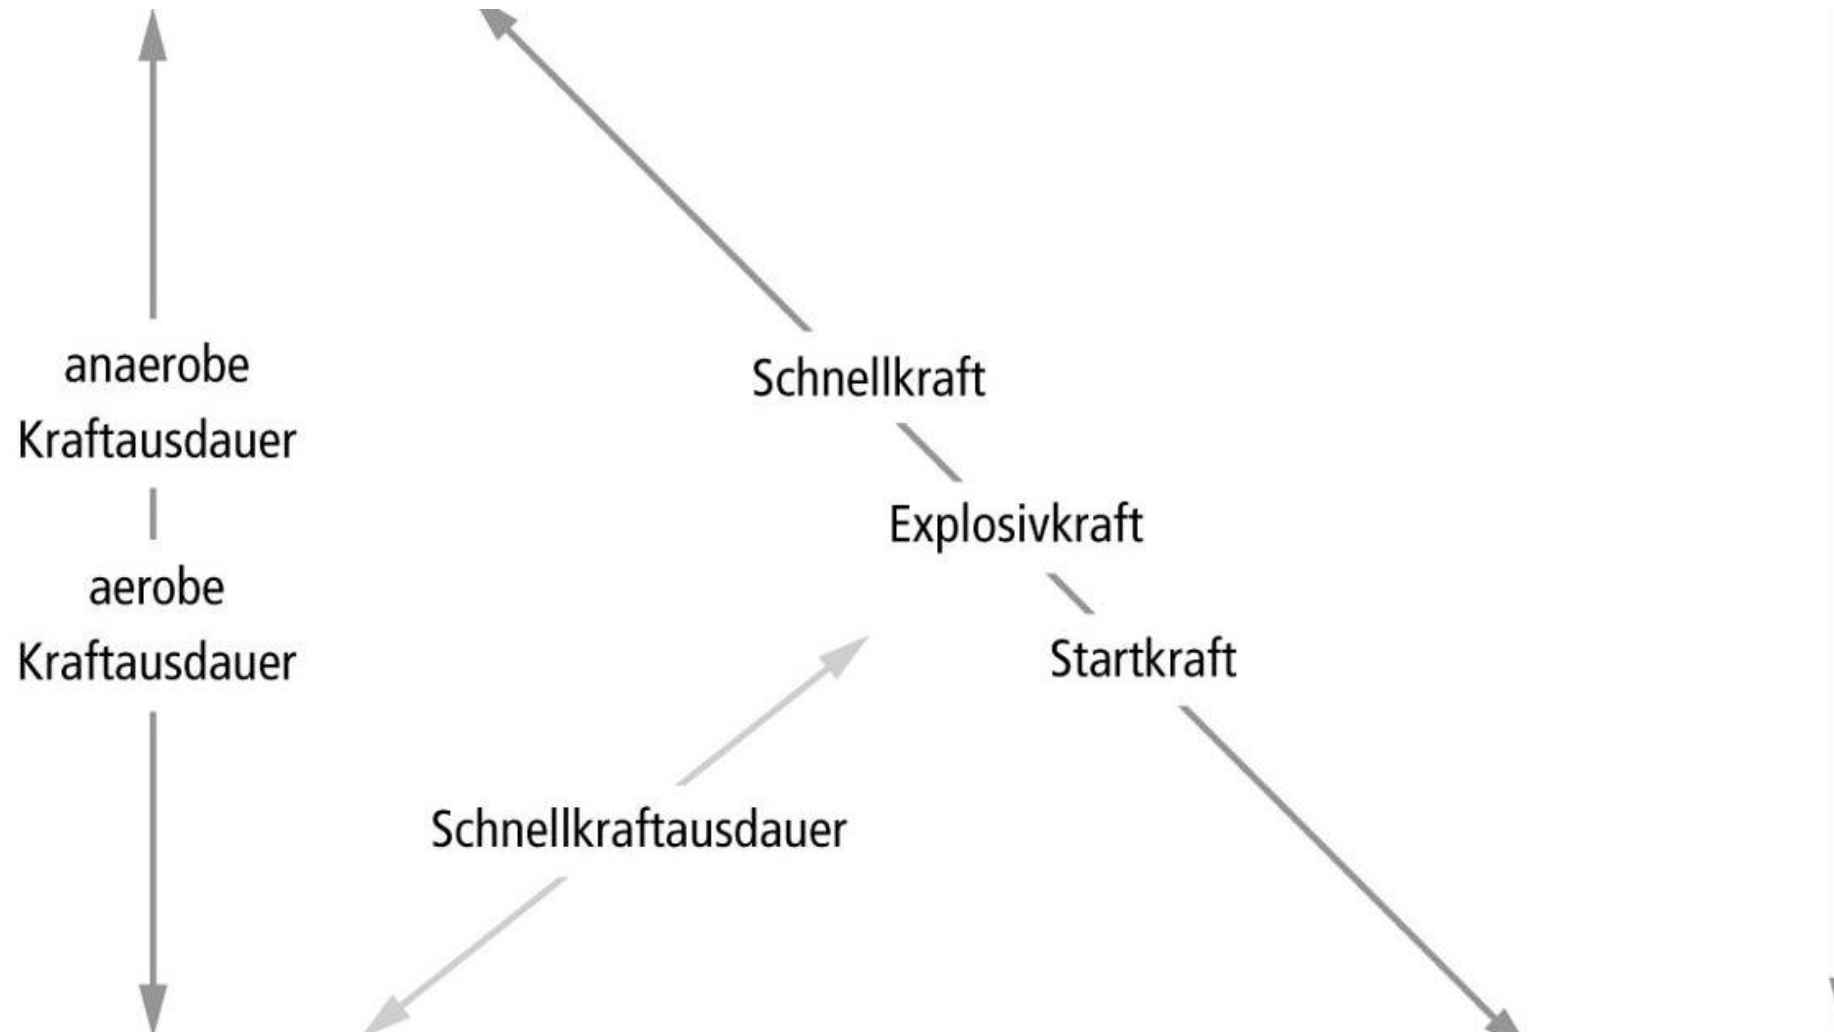 anaerobe
Kraftausdauer
aerobe
Kraftausdauer
Schnellkraft
Explosivkraft
Startkraft
Schnellkraftausdauer